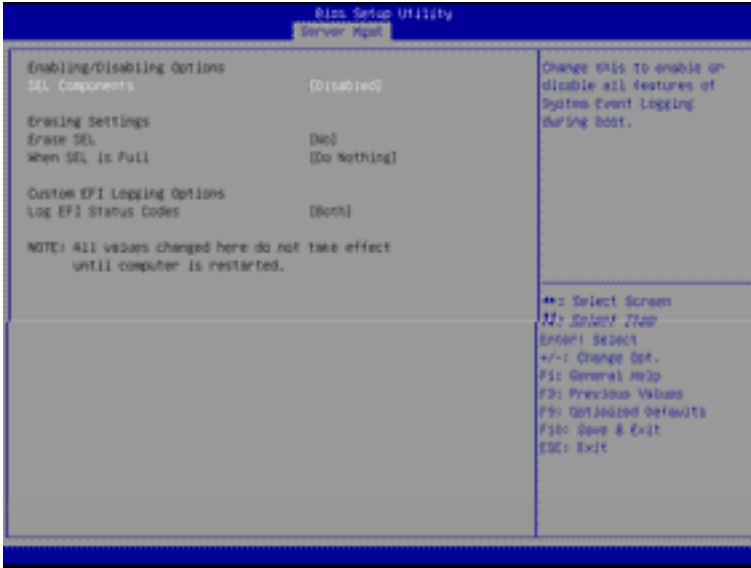 Bios Setup Utility
Server Mgmt
Enabling/Disabling Options
SEL Components [Disabled]
Erasing Settings
Erase SEL [No]
When SEL is Full [Do Nothing]
Custom EFI Logging Options
Log EFI Status Codes [Both]
NOTE: All values changed here do not take effect
until computer is restarted.
Change this to enable or
disable all features of
System Event Logging
during boot.
Select Screen
Select Item
Enter: Select
+/-: Change Opt.
F1: General Help
F3: Previous Values
F9: Optimized Defaults
F10: Save & Exit
ESC: Exit